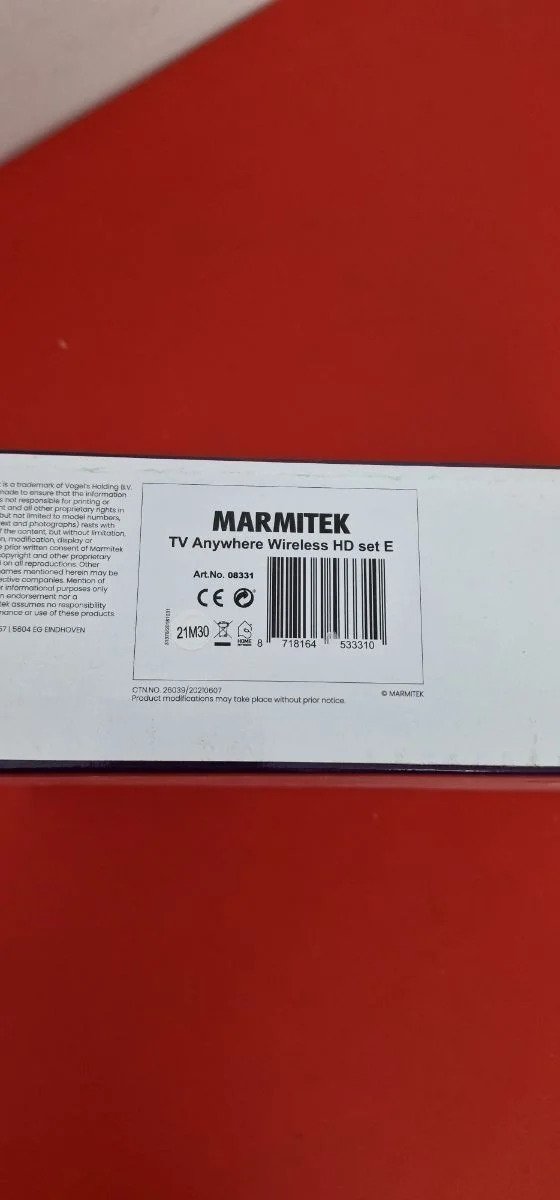 is a trademark of Vogel's Holding B.V.
made to ensure that the information
s not responsible for printing or
nt and all other proprietary rights in
but not limited to model numbers,
ext and photographs) rests with
f the content, but without limitation,
n, modification, display or
e prior written consent of Marmitek
opyright and other proprietary
d on all reproductions. Other
ames mentioned herein may be
ective companies. Mention of
r informational purposes only
n endorsement nor a
tek assumes no responsibility
mance or use of these products.
57 | 5604 EG EINDHOVEN
MARMITEK
TV Anywhere Wireless HD set E
Art.No. 08331
CE
21M30
HOME
8 718164 533310
CTN.NO. 26039/20210607
Product modifications may take place without prior notice.
© MARMITEK